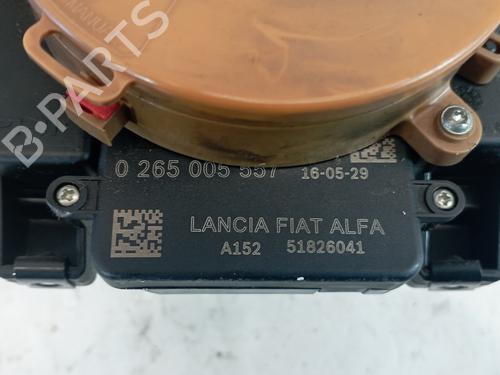 B-PARTS
0 265 005 557 16-05-29
LANCIA FIAT ALFA
A152 51826041